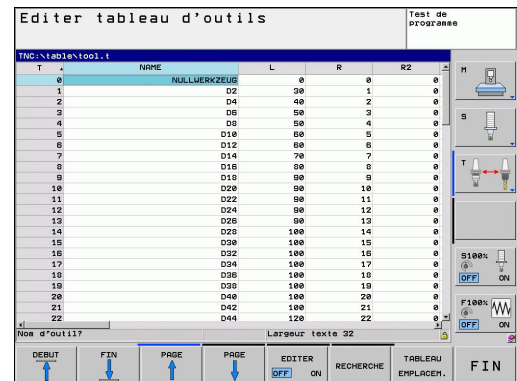 Editer tableau d'outils
Test de
programme
TNC:\table\tool.t
T NAME L R R2
0 NULLWERKZEUG 0 0 0
1 D2 30 1 0
2 D4 40 2 0
3 D6 50 3 0
4 D8 50 4 0
5 D10 60 5 0
6 D12 60 6 0
7 D14 70 7 0
8 D16 80 8 0
9 D18 90 9 0
10 D20 90 10 0
11 D22 90 11 0
12 D24 90 12 0
13 D26 90 13 0
14 D28 100 14 0
15 D30 100 15 0
16 D32 100 16 0
17 D34 100 17 0
18 D36 100 18 0
19 D38 100 19 0
20 D40 100 20 0
21 D42 100 21 0
22 D44 120 22 0
Nom d'outil? Largeur texte 32
M
S
T
S100%
OFF ON
F100%
OFF ON
DEBUT
FIN
PAGE
PAGE
EDITER
OFF ON
RECHERCHE
TABLEAU
EMPLACEM.
FIN